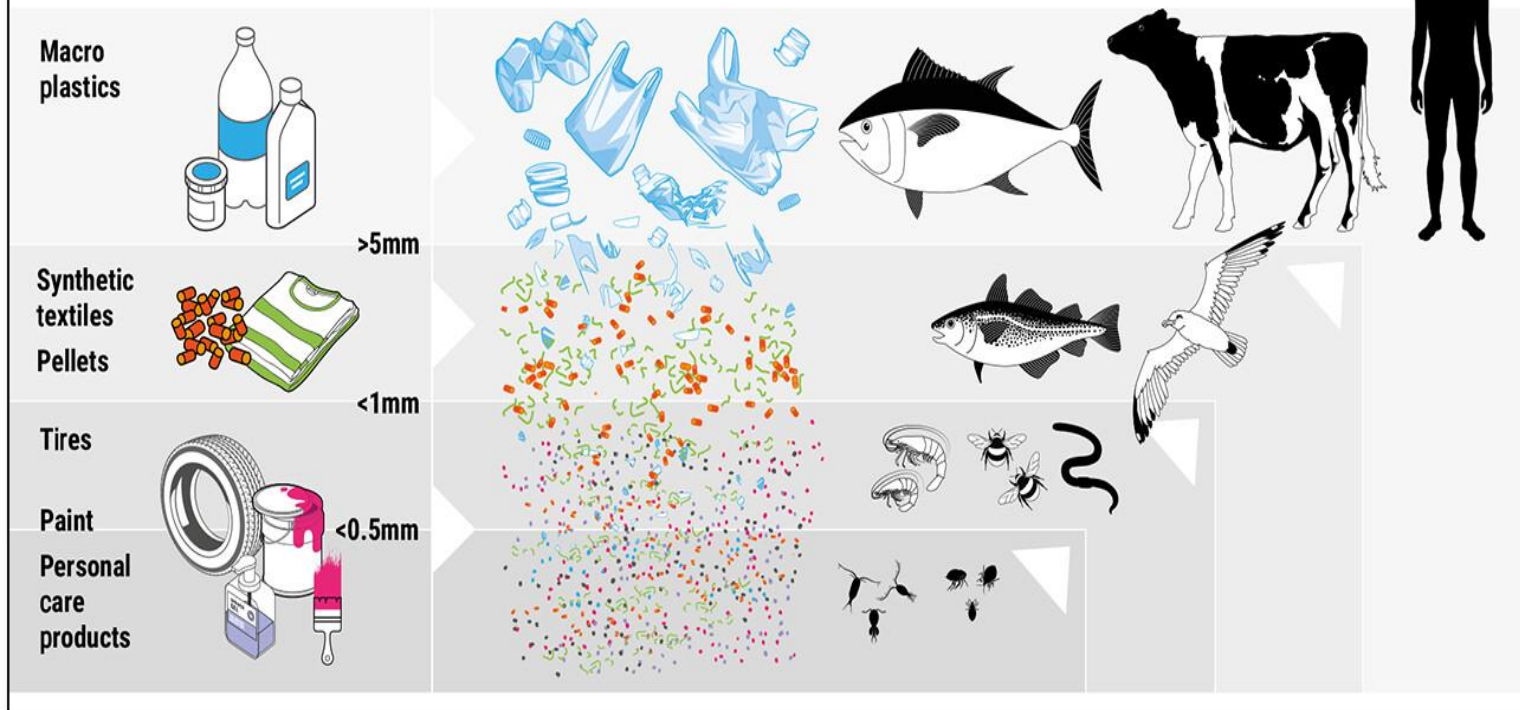 Macro
plastics
>5mm
Synthetic
textiles
Pellets
<1mm
Tires
Paint
<0.5mm
Personal
care
products